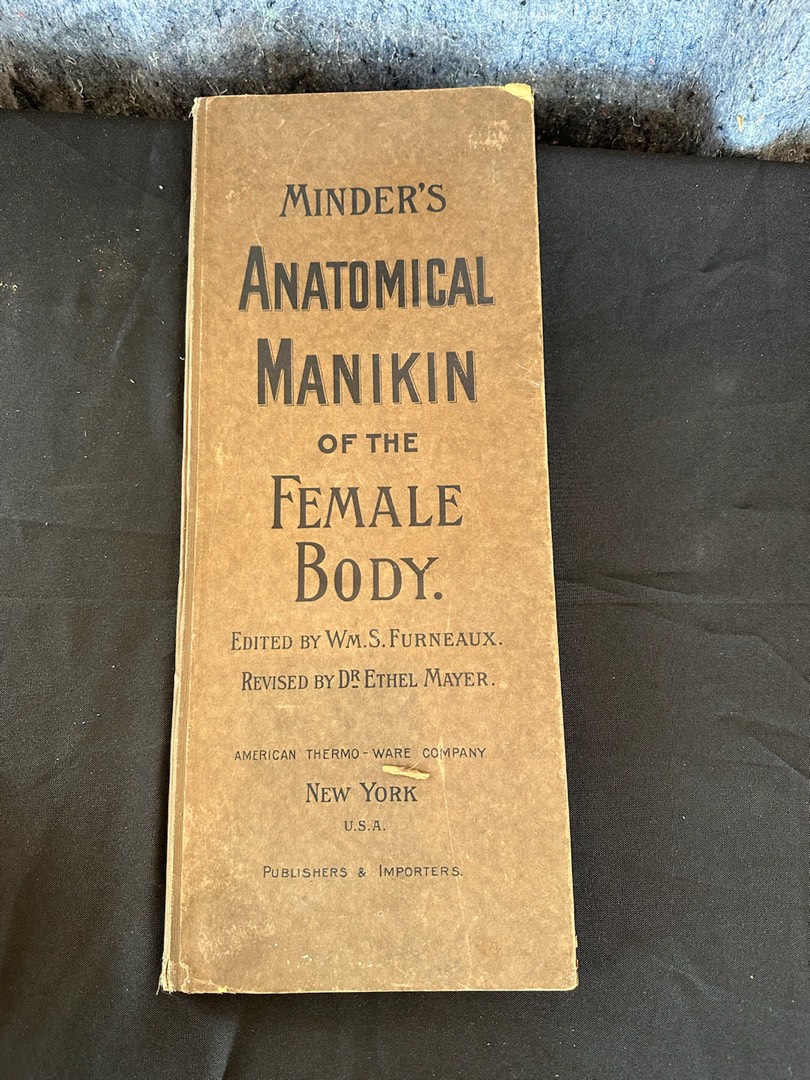 MINDER'S
ANATOMICAL
MANIKIN
OF THE
FEMALE
BODY.
EDITED BY WM. S. FURNEAUX.
REVISED BY DR ETHEL MAYER.
AMERICAN THERMO-WARE COMPANY.
NEW YORK
U.S.A.
PUBLISHERS & IMPORTERS.